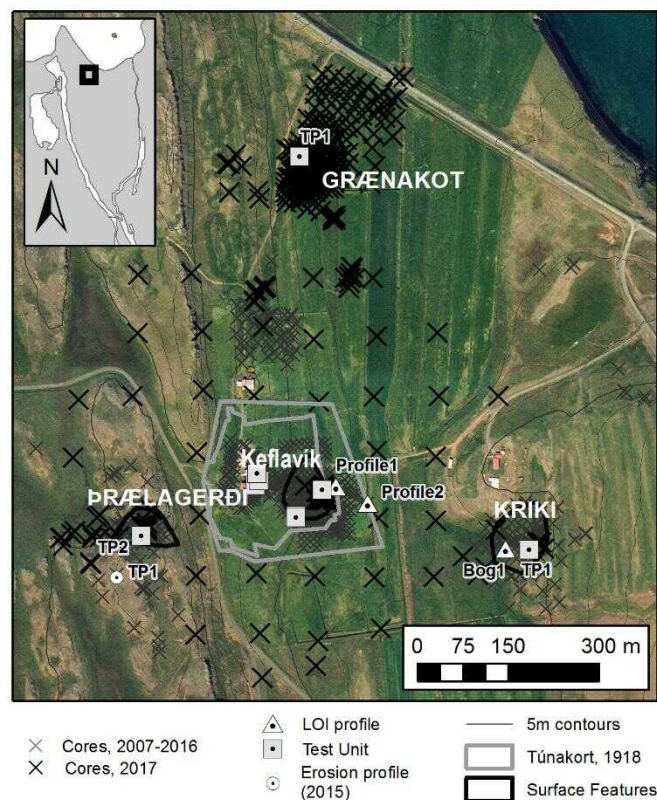 N
TP1
GRÆNAKOT
Keflavik
Profile1
ÞRÆLAGERÐI
Profile2
KRIKI
TP2
TP1
Bog1
TP1
0 75 150 300 m
Cores, 2007-2016
Cores, 2017
LOI profile
Test Unit
Erosion profile
(2015)
5m contours
Túnakort, 1918
Surface Features